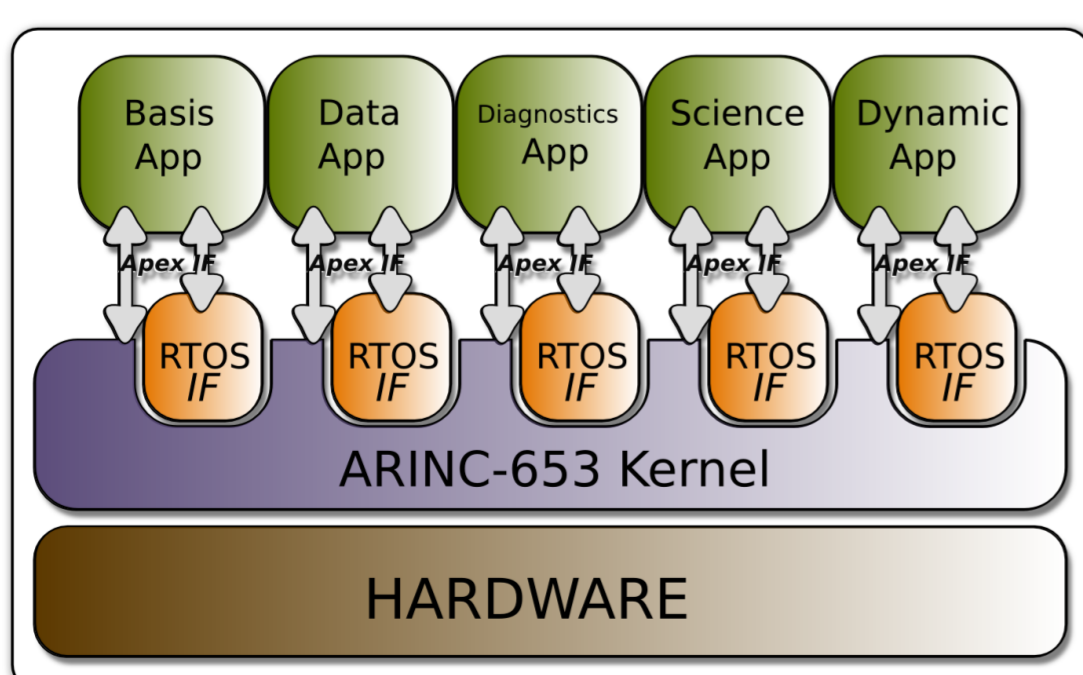 Basis
App
Data
App
Diagnostics
App
Science
App
Dynamic
App
Apex IF
Apex IF
Apex IF
Apex IF
Apex IF
RTOS
IF
RTOS
IF
RTOS
IF
RTOS
IF
RTOS
IF
ARINC-653 Kernel
HARDWARE